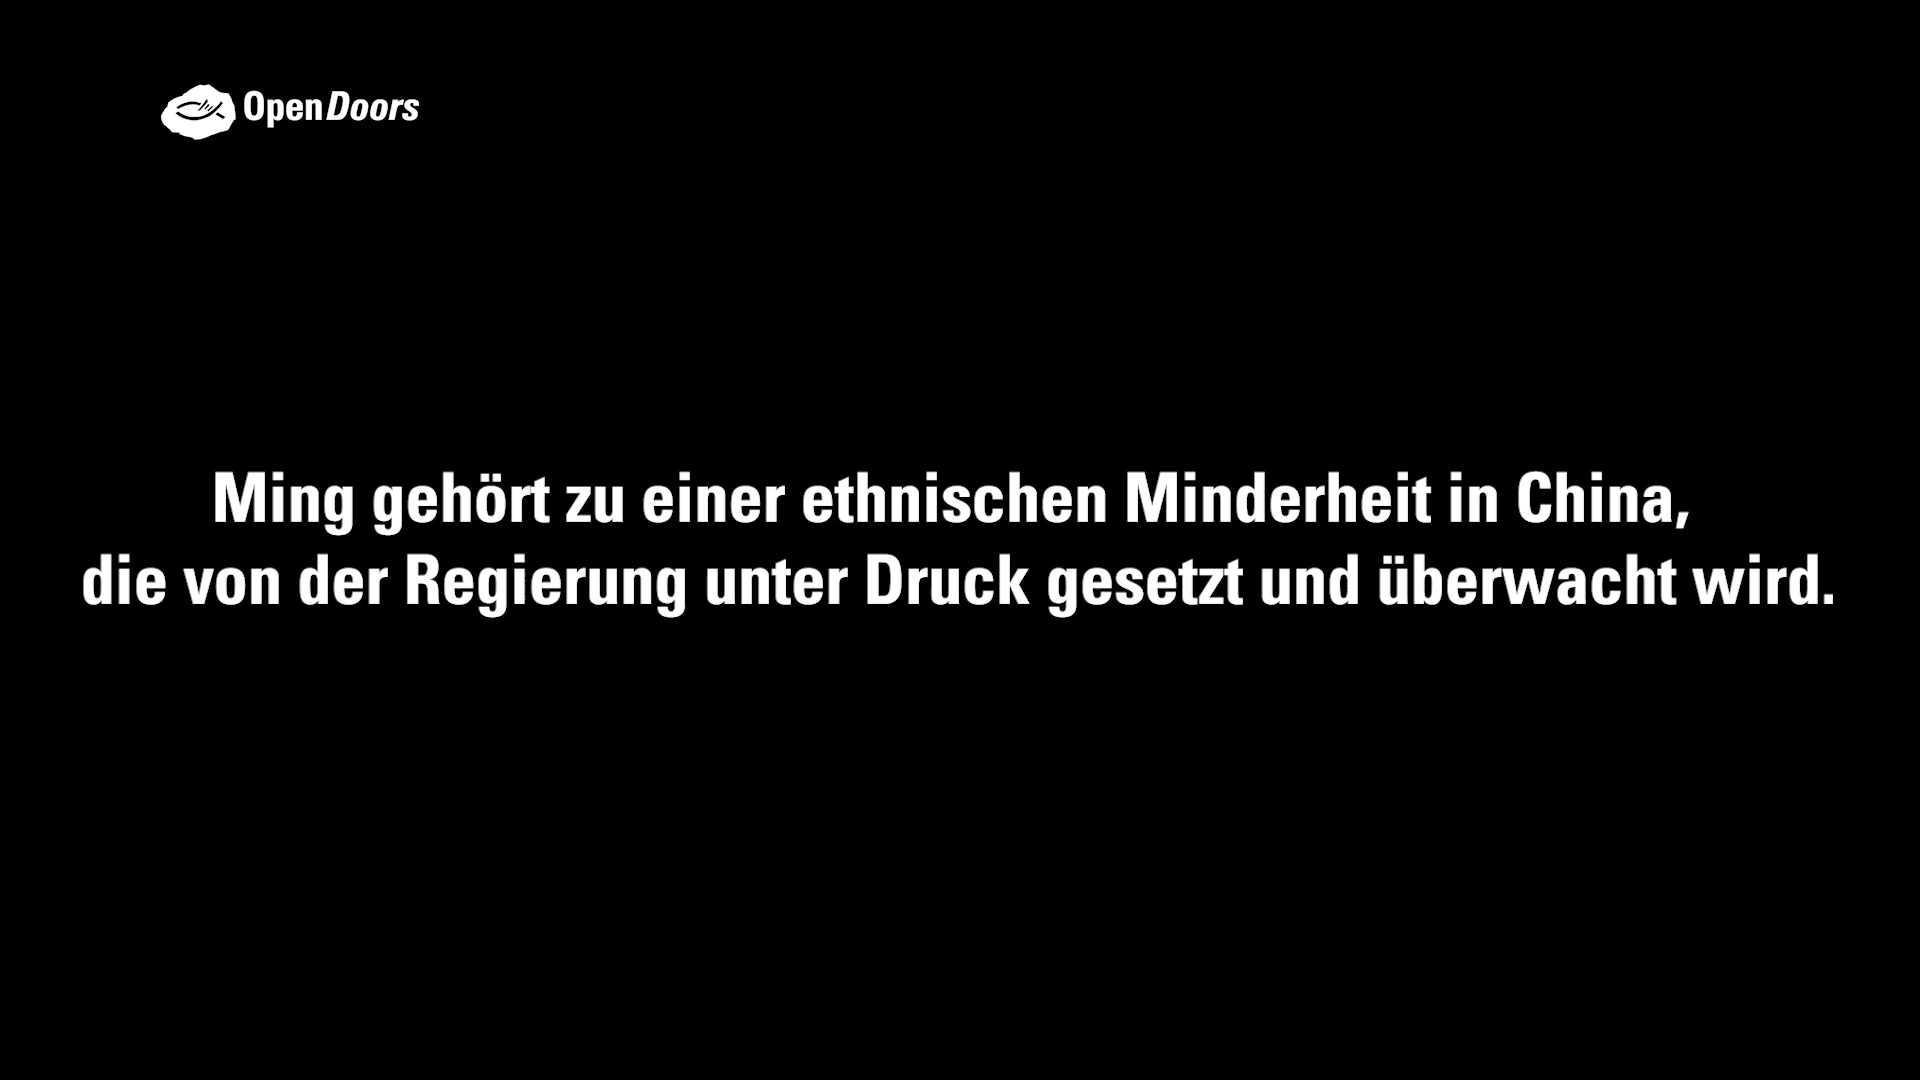 OpenDoors
Ming gehört zu einer ethnischen Minderheit in China,
die von der Regierung unter Druck gesetzt und überwacht wird.